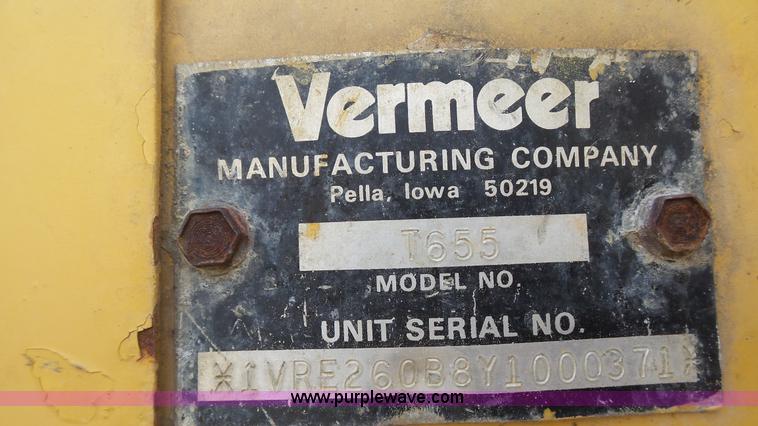 Vermeer
MANUFACTURING COMPANY
Pella, Iowa 50219
T655
MODEL NO.
UNIT SERIAL NO.
*1VRE260B8Y1000371*
www.purplewave.com